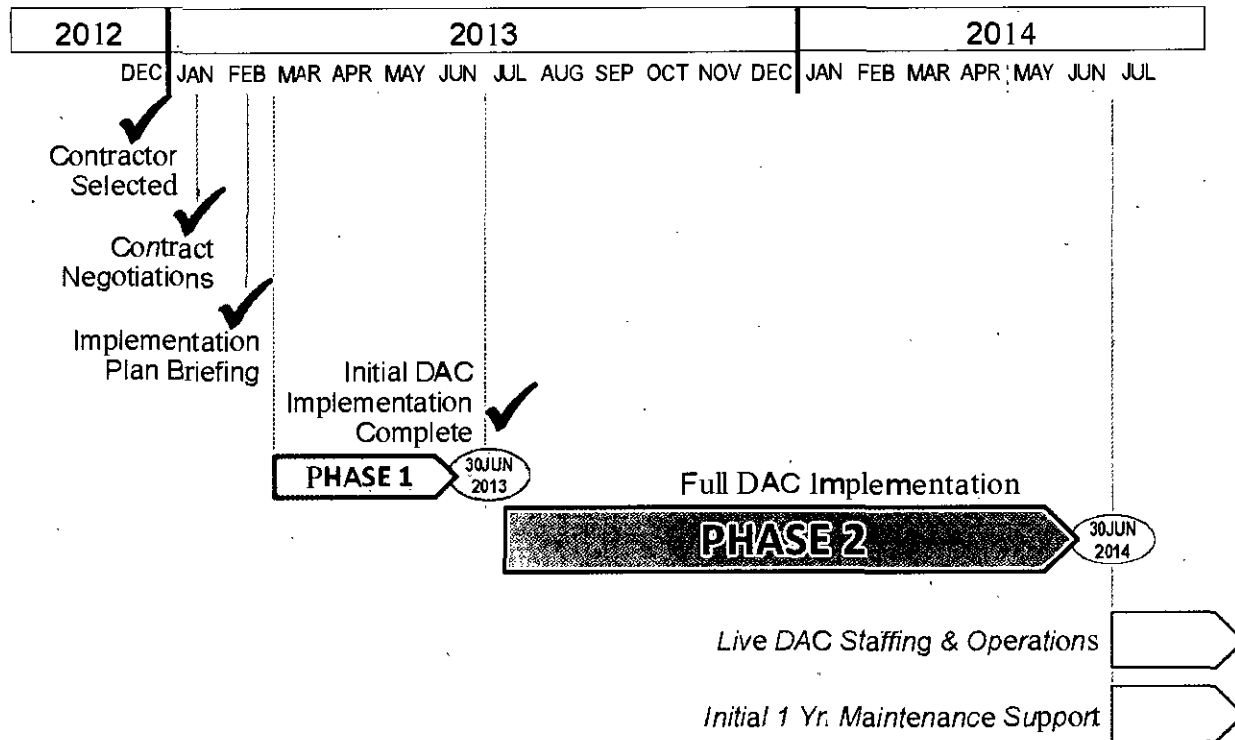 2012 2013 2014
DEC JAN FEB MAR APR MAY JUN JUL AUG SEP OCT NOV DEC JAN FEB MAR APR MAY JUN JUL
Contractor
Selected
Contract
Negotiations
Implementation
Plan Briefing
Initial DAC
Implementation
Complete
PHASE 1
30JUN
2013
Full DAC Implementation
PHASE 2
30JUN
2014
Live DAC Staffing & Operations
Initial 1 Yr. Maintenance Support